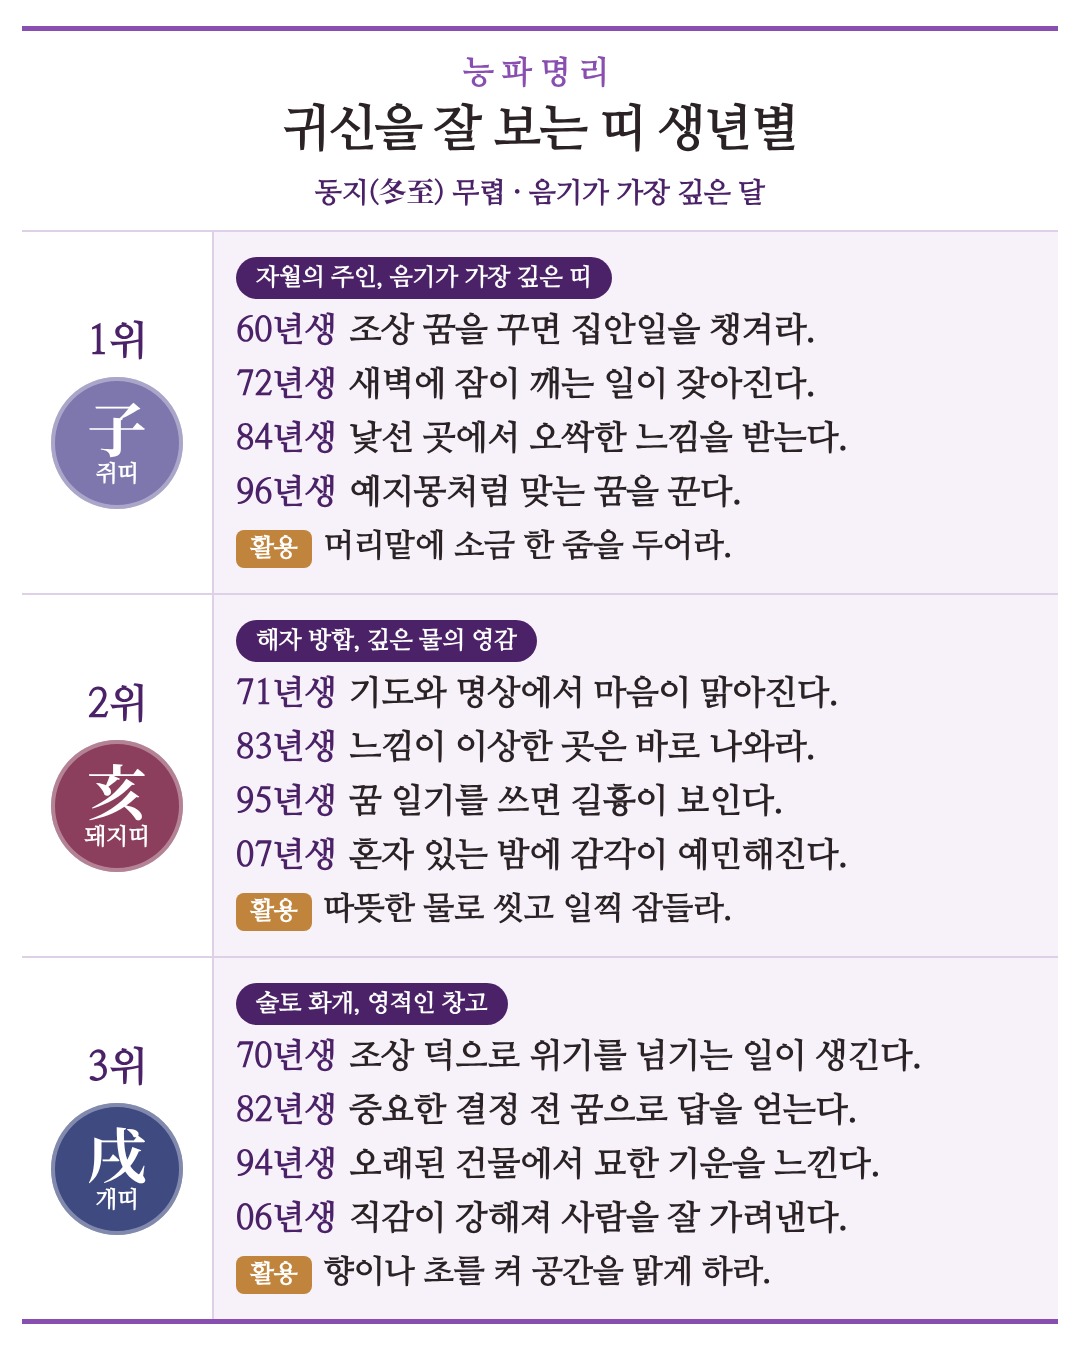 능파명리
귀신을 잘 보는 띠 생년별
동지(冬至) 무렵 · 음기가 가장 깊은 달
1위
子
쥐띠
자월의 주인, 음기가 가장 깊은 띠
60년생 조상 꿈을 꾸면 집안일을 챙겨라.
72년생 새벽에 잠이 깨는 일이 잦아진다.
84년생 낯선 곳에서 오싹한 느낌을 받는다.
96년생 예지몽처럼 맞는 꿈을 꾼다.
활용 머리맡에 소금 한 줌을 두어라.
2위
亥
돼지띠
해자 방합, 깊은 물의 영감
71년생 기도와 명상에서 마음이 맑아진다.
83년생 느낌이 이상한 곳은 바로 나와라.
95년생 꿈 일기를 쓰면 길흉이 보인다.
07년생 혼자 있는 밤에 감각이 예민해진다.
활용 따뜻한 물로 씻고 일찍 잠들라.
3위
戌
개띠
술토 화개, 영적인 창고
70년생 조상 덕으로 위기를 넘기는 일이 생긴다.
82년생 중요한 결정 전 꿈으로 답을 얻는다.
94년생 오래된 건물에서 묘한 기운을 느낀다.
06년생 직감이 강해져 사람을 잘 가려낸다.
활용 향이나 초를 켜 공간을 맑게 하라.